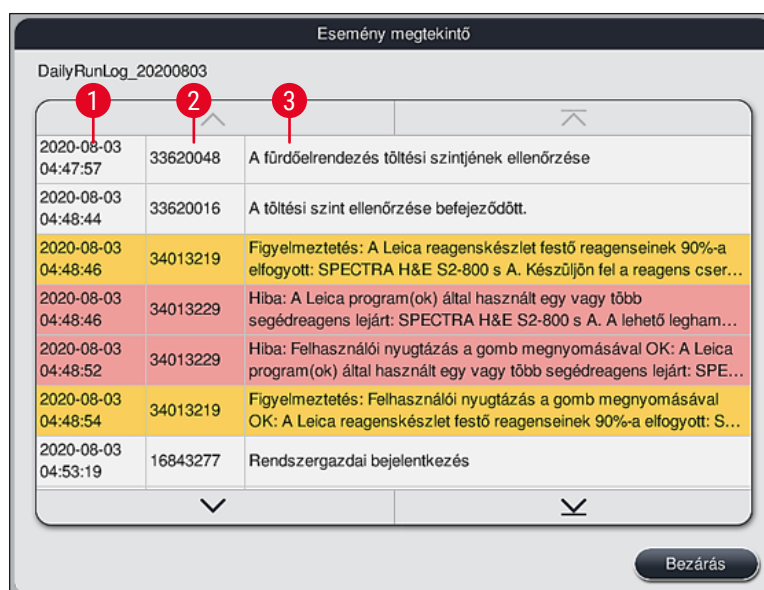 Esemény megtekintő
DailyRunLog_20200803
1
2
3
2020-08-03
04:47:57
33620048
A fürdőelrendezés töltési szintjének ellenőrzése
2020-08-03
04:48:44
33620016
A töltési szint ellenőrzése befejeződött.
2020-08-03
04:48:46
34013219
Figyelmeztetés: A Leica reagenskészlet festő reagenseinek 90%-a
elfogyott: SPECTRA H&E S2-800 s A. Készüljön fel a reagens cser...
2020-08-03
04:48:46
34013229
Hiba: A Leica program(ok) által használt egy vagy több
segédreagens lejárt: SPECTRA H&E S2-800 s A. A lehető legham...
2020-08-03
04:48:52
34013229
Hiba: Felhasználói nyugtázás a gomb megnyomásával OK: A Leica
program(ok) által használt egy vagy több segédreagens lejárt: SPE...
2020-08-03
04:48:54
34013219
Figyelmeztetés: Felhasználói nyugtázás a gomb megnyomásával
OK: A Leica reagenskészlet festő reagenseinek 90%-a elfogyott: S...
2020-08-03
04:53:19
16843277
Rendszergazdai bejelentkezés
Bezárás